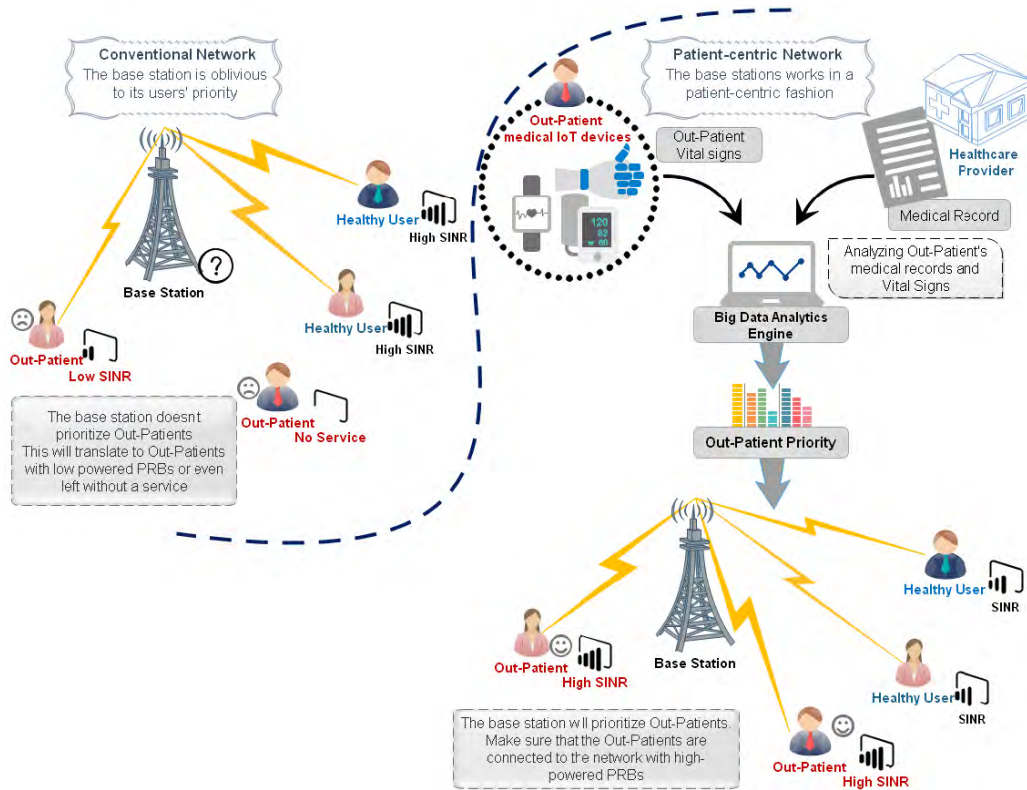 Conventional Network
The base station is oblivious
to its users' priority
Healthy User
High SINR
?
Base Station
Healthy User
High SINR
Out-Patient
Low SINR
Out-Patient
No Service
The base station doesn't
prioritize Out-Patients
This will translate to Out-Patients
with low powered PRBs or even
left without a service
Patient-centric Network
The base stations works in a
patient-centric fashion
Out-Patient
medical IoT devices
120
82
60
Out-Patient
Vital signs
Healthcare
Provider
Medical Record
Analyzing Out-Patient's
medical records and
Vital Signs
Big Data Analytics
Engine
Out-Patient Priority
Healthy User
SINR
Base Station
Out-Patient
High SINR
Healthy User
SINR
Out-Patient
High SINR
The base station will prioritize Out-Patients.
Make sure that the Out-Patients are
connected to the network with high-
powered PRBs